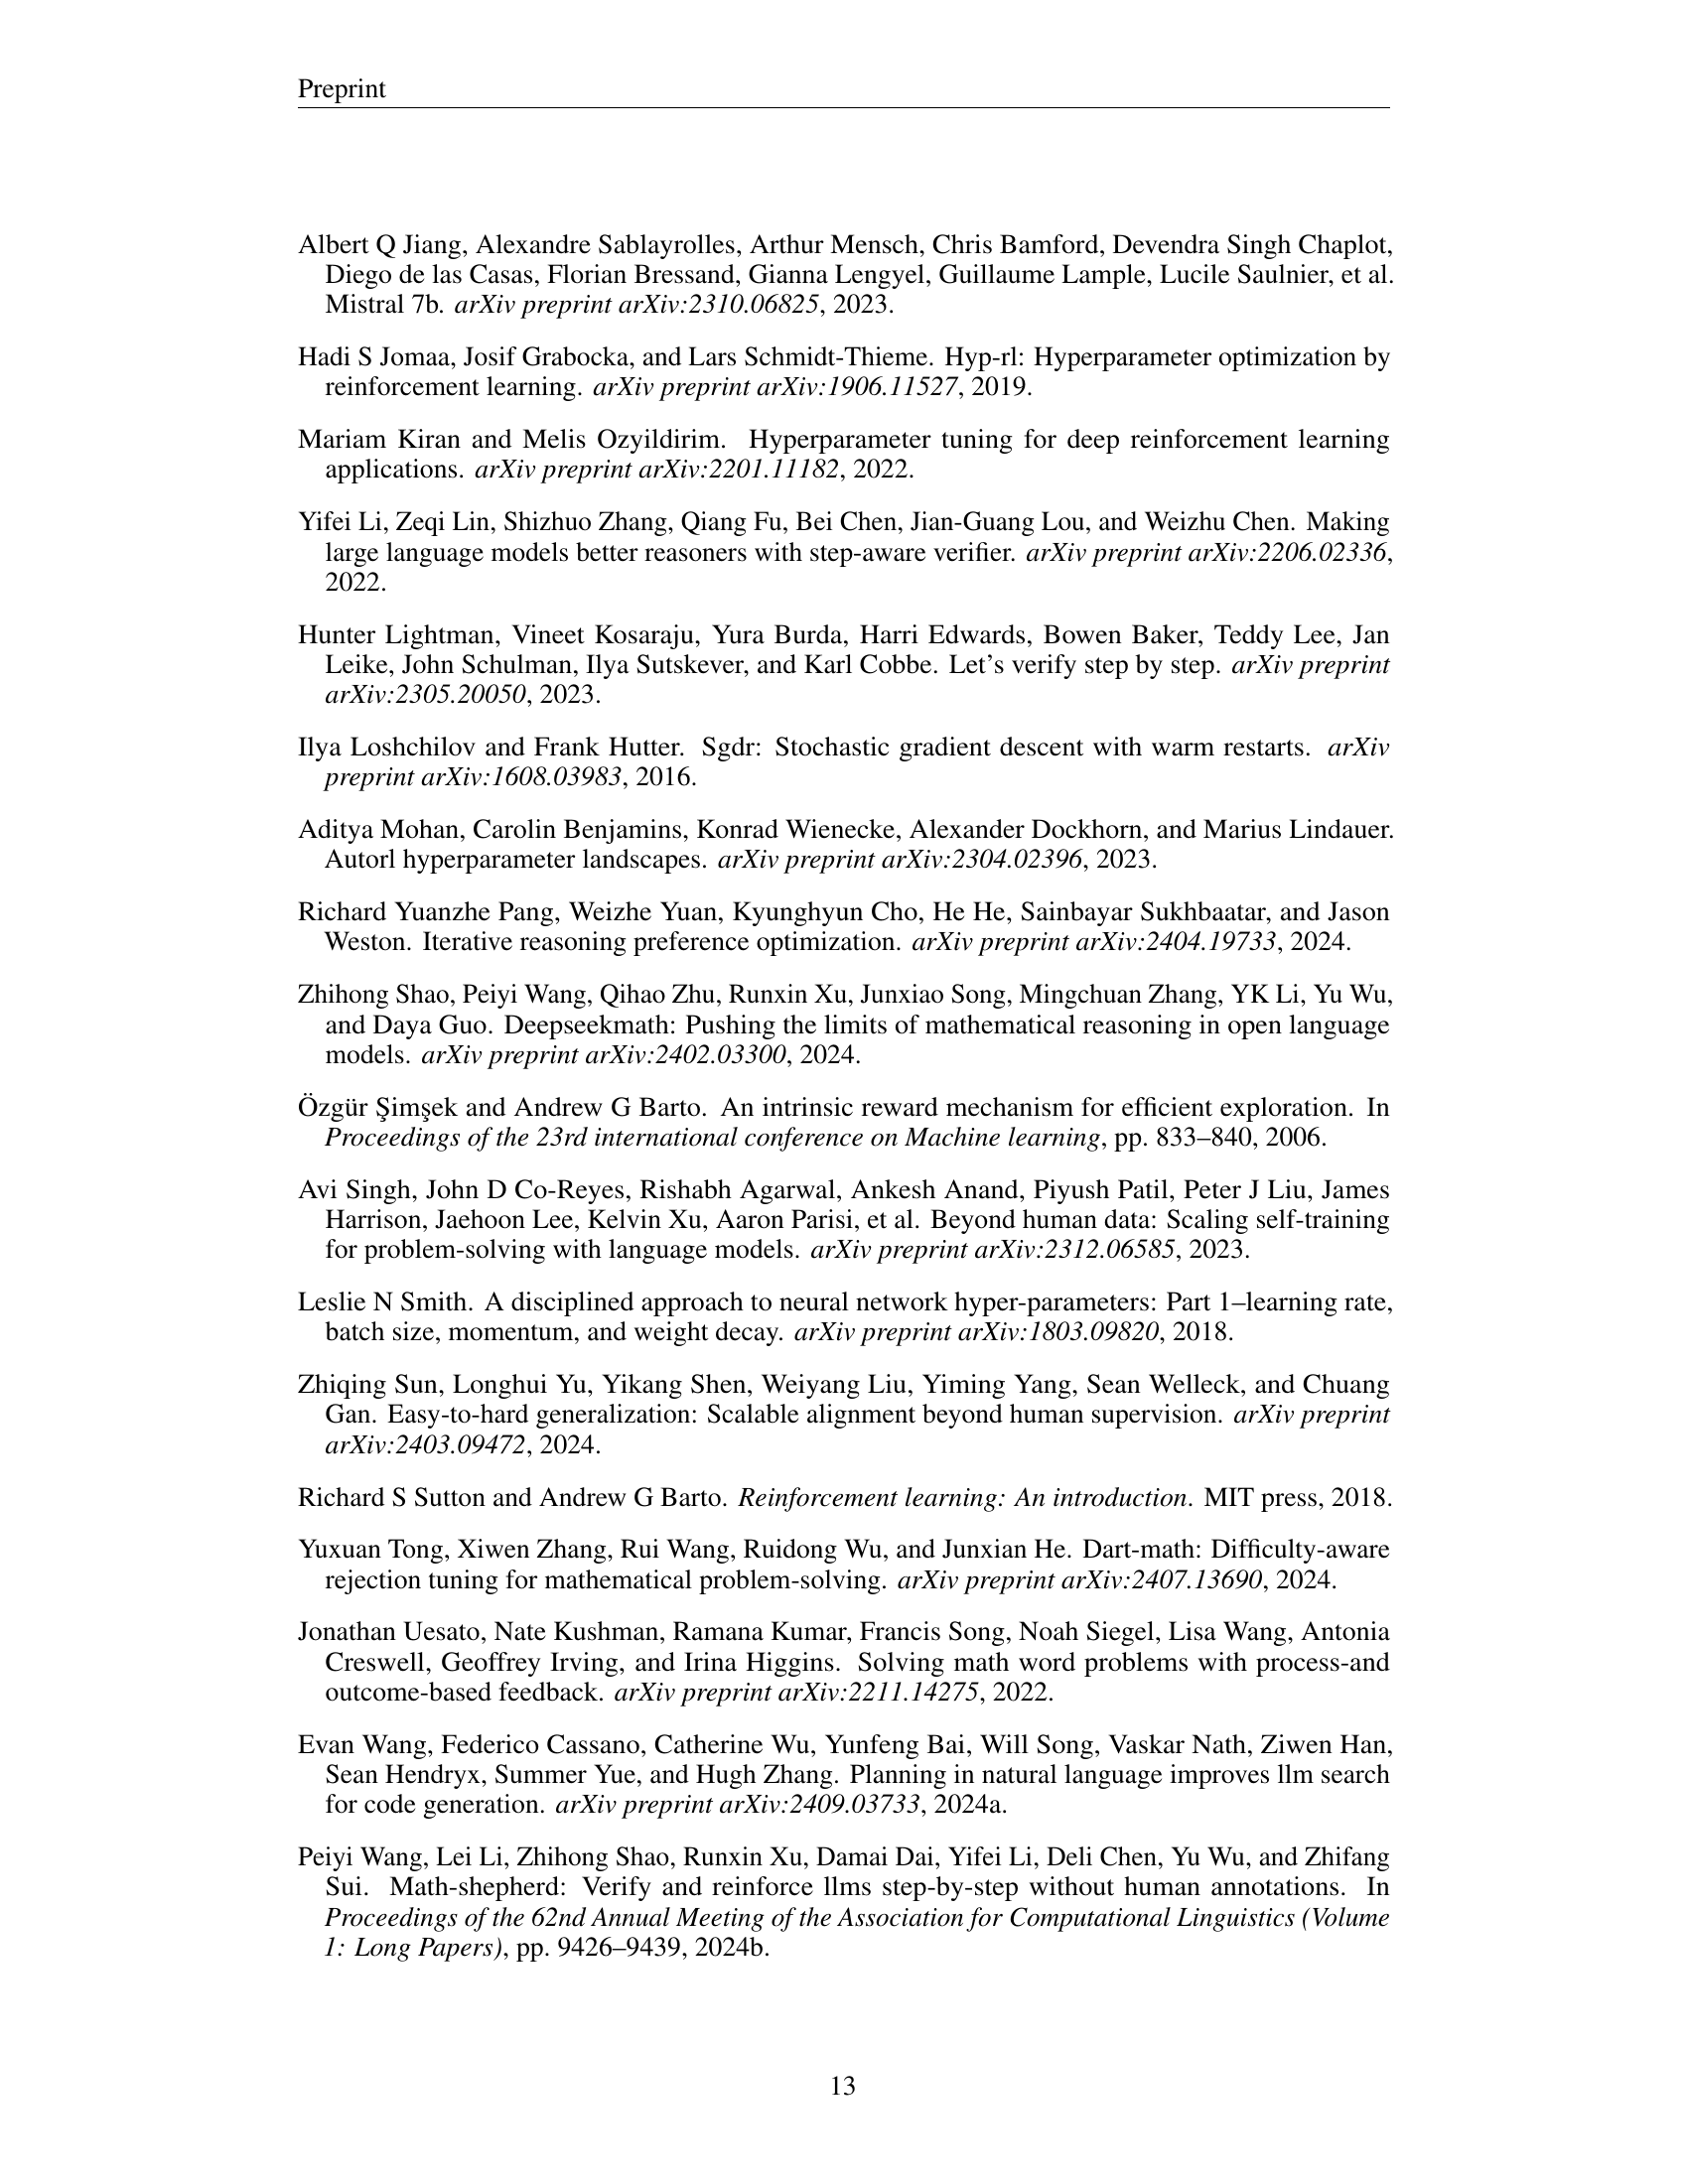 Preprint
Albert Q Jiang, Alexandre Sablayrolles, Arthur Mensch, Chris Bamford, Devendra Singh Chaplot,
Diego de las Casas, Florian Bressand, Gianna Lengyel, Guillaume Lample, Lucile Saulnier, et al.
Mistral 7b. arXiv preprint arXiv:2310.06825, 2023.
Hadi S Jomaa, Josif Grabocka, and Lars Schmidt-Thieme. Hyp-rl: Hyperparameter optimization by
reinforcement learning. arXiv preprint arXiv:1906.11527, 2019.
Mariam Kiran and Melis Ozyildirim. Hyperparameter tuning for deep reinforcement learning
applications. arXiv preprint arXiv:2201.11182, 2022.
Yifei Li, Zeqi Lin, Shizhuo Zhang, Qiang Fu, Bei Chen, Jian-Guang Lou, and Weizhu Chen. Making
large language models better reasoners with step-aware verifier. arXiv preprint arXiv:2206.02336,
2022.
Hunter Lightman, Vineet Kosaraju, Yura Burda, Harri Edwards, Bowen Baker, Teddy Lee, Jan
Leike, John Schulman, Ilya Sutskever, and Karl Cobbe. Let's verify step by step. arXiv preprint
arXiv:2305.20050, 2023.
Ilya Loshchilov and Frank Hutter. Sgdr: Stochastic gradient descent with warm restarts. arXiv
preprint arXiv:1608.03983, 2016.
Aditya Mohan, Carolin Benjamins, Konrad Wienecke, Alexander Dockhorn, and Marius Lindauer.
Autorl hyperparameter landscapes. arXiv preprint arXiv:2304.02396, 2023.
Richard Yuanzhe Pang, Weizhe Yuan, Kyunghyun Cho, He He, Sainbayar Sukhbaatar, and Jason
Weston. Iterative reasoning preference optimization. arXiv preprint arXiv:2404.19733, 2024.
Zhihong Shao, Peiyi Wang, Qihao Zhu, Runxin Xu, Junxiao Song, Mingchuan Zhang, YK Li, Yu Wu,
and Daya Guo. Deepseekmath: Pushing the limits of mathematical reasoning in open language
models. arXiv preprint arXiv:2402.03300, 2024.
Özgür Şimşek and Andrew G Barto. An intrinsic reward mechanism for efficient exploration. In
Proceedings of the 23rd international conference on Machine learning, pp. 833–840, 2006.
Avi Singh, John D Co-Reyes, Rishabh Agarwal, Ankesh Anand, Piyush Patil, Peter J Liu, James
Harrison, Jaehoon Lee, Kelvin Xu, Aaron Parisi, et al. Beyond human data: Scaling self-training
for problem-solving with language models. arXiv preprint arXiv:2312.06585, 2023.
Leslie N Smith. A disciplined approach to neural network hyper-parameters: Part 1–learning rate,
batch size, momentum, and weight decay. arXiv preprint arXiv:1803.09820, 2018.
Zhiqing Sun, Longhui Yu, Yikang Shen, Weiyang Liu, Yiming Yang, Sean Welleck, and Chuang
Gan. Easy-to-hard generalization: Scalable alignment beyond human supervision. arXiv preprint
arXiv:2403.09472, 2024.
Richard S Sutton and Andrew G Barto. Reinforcement learning: An introduction. MIT press, 2018.
Yuxuan Tong, Xiwen Zhang, Rui Wang, Ruidong Wu, and Junxian He. Dart-math: Difficulty-aware
rejection tuning for mathematical problem-solving. arXiv preprint arXiv:2407.13690, 2024.
Jonathan Uesato, Nate Kushman, Ramana Kumar, Francis Song, Noah Siegel, Lisa Wang, Antonia
Creswell, Geoffrey Irving, and Irina Higgins. Solving math word problems with process-and
outcome-based feedback. arXiv preprint arXiv:2211.14275, 2022.
Evan Wang, Federico Cassano, Catherine Wu, Yunfeng Bai, Will Song, Vaskar Nath, Ziwen Han,
Sean Hendryx, Summer Yue, and Hugh Zhang. Planning in natural language improves llm search
for code generation. arXiv preprint arXiv:2409.03733, 2024a.
Peiyi Wang, Lei Li, Zhihong Shao, Runxin Xu, Damai Dai, Yifei Li, Deli Chen, Yu Wu, and Zhifang
Sui. Math-shepherd: Verify and reinforce llms step-by-step without human annotations. In
Proceedings of the 62nd Annual Meeting of the Association for Computational Linguistics (Volume
1: Long Papers), pp. 9426–9439, 2024b.
13